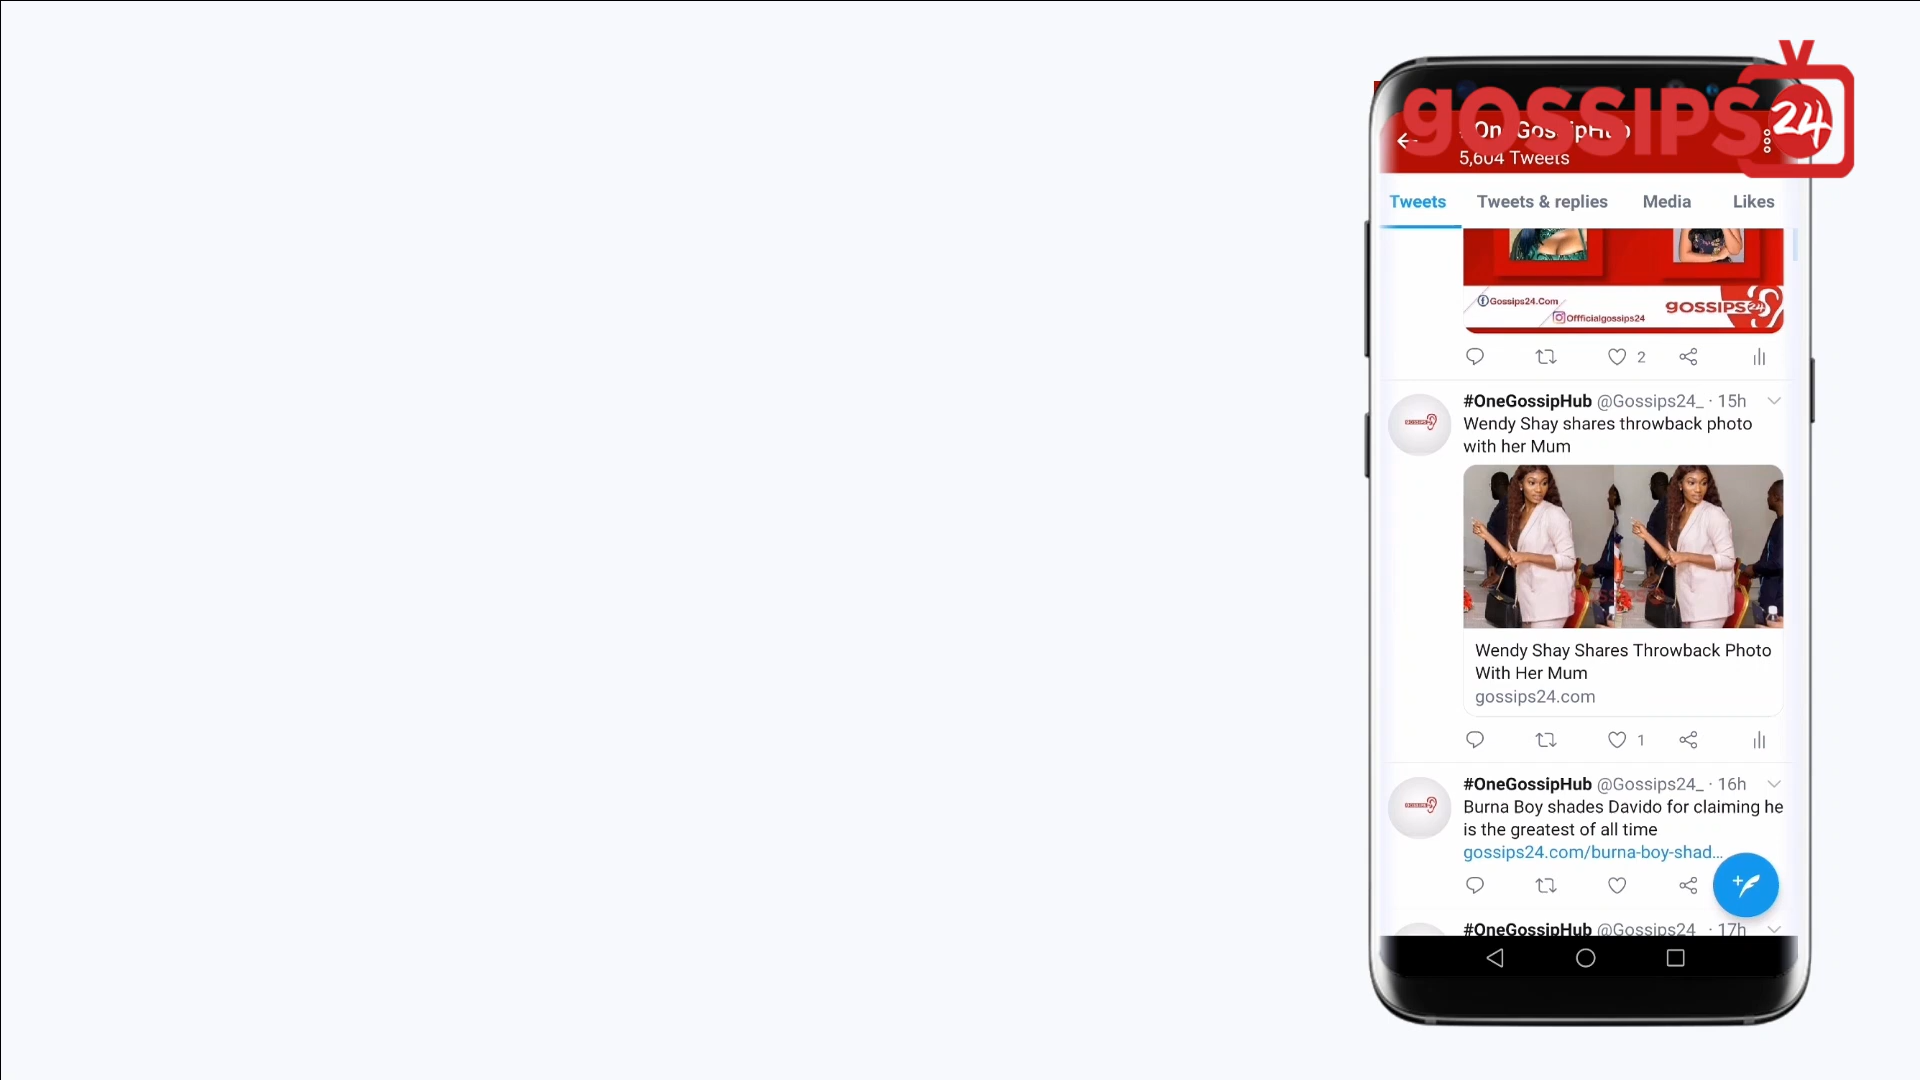 gossips24
#OneGossipHub
5,604 Tweets
Tweets
Tweets & replies
Media
Likes
Gossips24.Com
Offficialgossips24
gossips24
2
#OneGossipHub @Gossips24_ · 15h
Wendy Shay shares throwback photo
with her Mum
Wendy Shay Shares Throwback Photo
With Her Mum
gossips24.com
1
#OneGossipHub @Gossips24_ · 16h
Burna Boy shades Davido for claiming he
is the greatest of all time
gossips24.com/burna-boy-shad...
#OneGossipHub @Gossips24_ · 17h